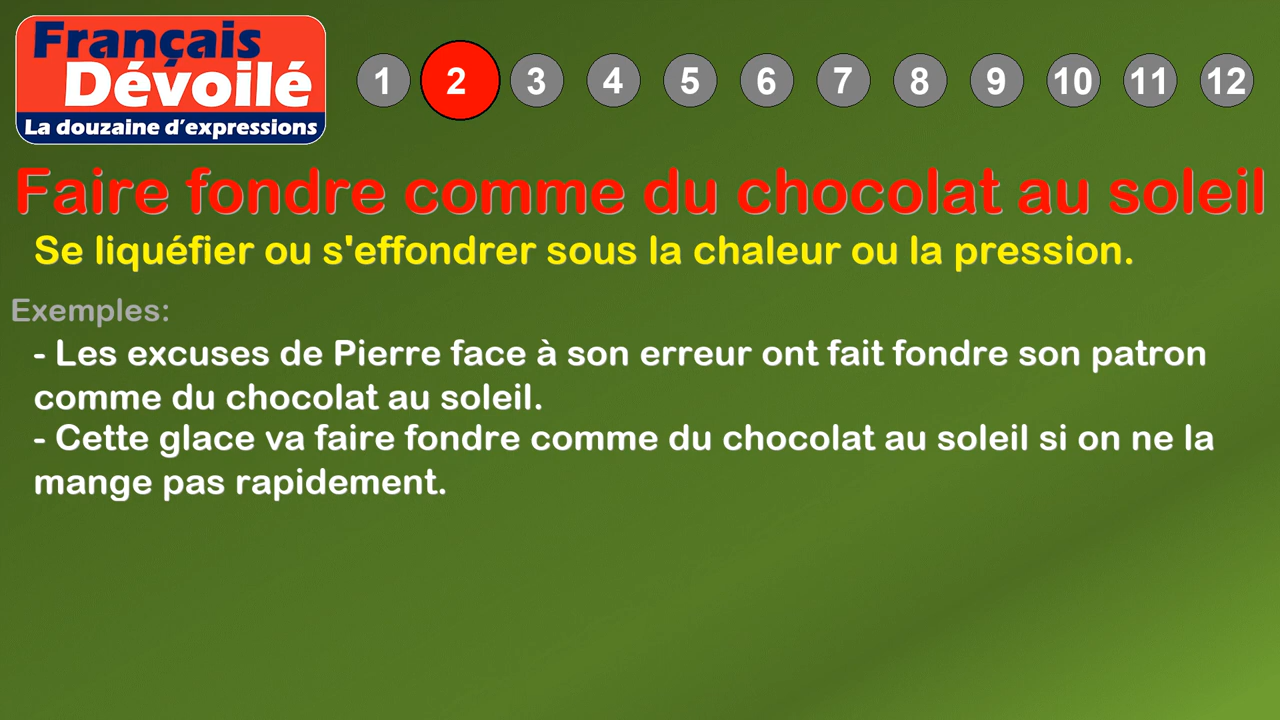 Français
Dévoilé
La douzaine d'expressions
1 2 3 4 5 6 7 8 9 10 11 12
Faire fondre comme du chocolat au soleil
Se liquéfier ou s'effondrer sous la chaleur ou la pression.
Exemples:
- Les excuses de Pierre face à son erreur ont fait fondre son patron
comme du chocolat au soleil.
- Cette glace va faire fondre comme du chocolat au soleil si on ne la
mange pas rapidement.